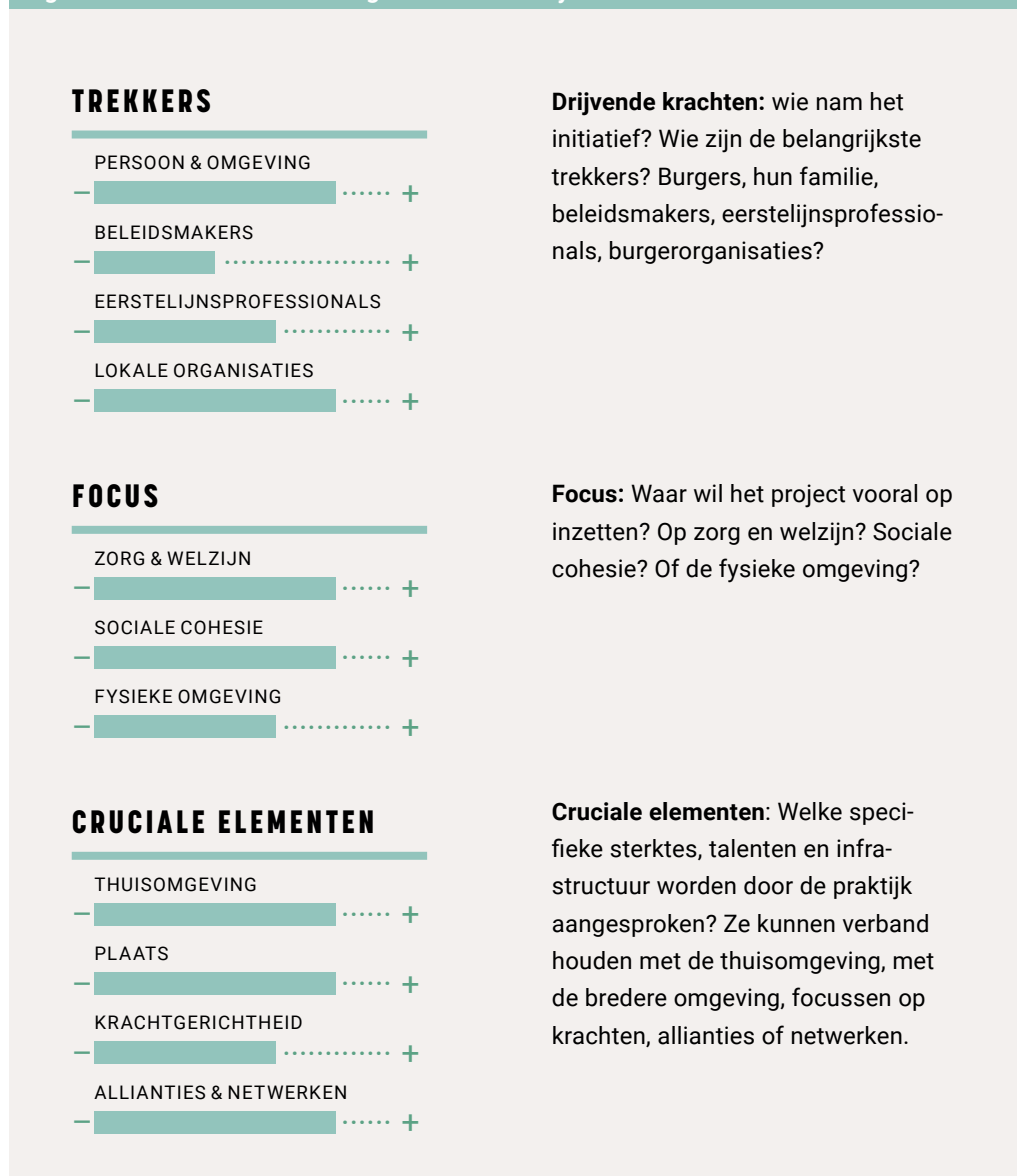 TREKKERS
PERSOON & OMGEVING
BELEIDSMAKERS
EERSTELIJNSPROFESSIONALS
LOKALE ORGANISATIES
Drijvende krachten: wie nam het
initiatief? Wie zijn de belangrijkste
trekkers? Burgers, hun familie,
beleidsmakers, eerstelijnsprofessio-
nals, burgerorganisaties?
FOCUS
ZORG & WELZIJN
SOCIALE COHESIE
FYSIEKE OMGEVING
Focus: Waar wil het project vooral op
inzetten? Op zorg en welzijn? Sociale
cohesie? Of de fysieke omgeving?
CRUCIALE ELEMENTEN
THUISOMGEVING
PLAATS
KRACHTGERICHTHEID
ALLIANTIES & NETWERKEN
Cruciale elementen: Welke speci-
fieke sterktes, talenten en infra-
structuur worden door de praktijk
aangesproken? Ze kunnen verband
houden met de thuisomgeving, met
de bredere omgeving, focussen op
krachten, allianties of netwerken.